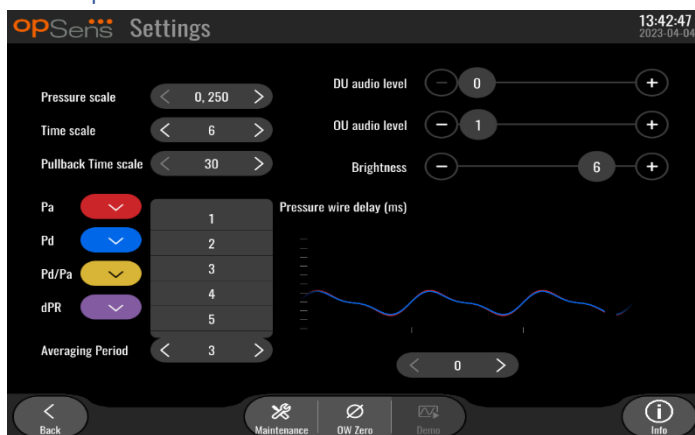 opSens Settings
13:42:47
2023-04-04
Pressure scale 0, 250
Time scale 6
Pullback Time scale 30
DU audio level 0
OU audio level 1
Brightness 6
Pa
Pd
Pd/Pa
dPR
1
2
3
4
5
Averaging Period 3
Pressure wire delay (ms)
0
Back
Maintenance
OW Zero
Demo
Info